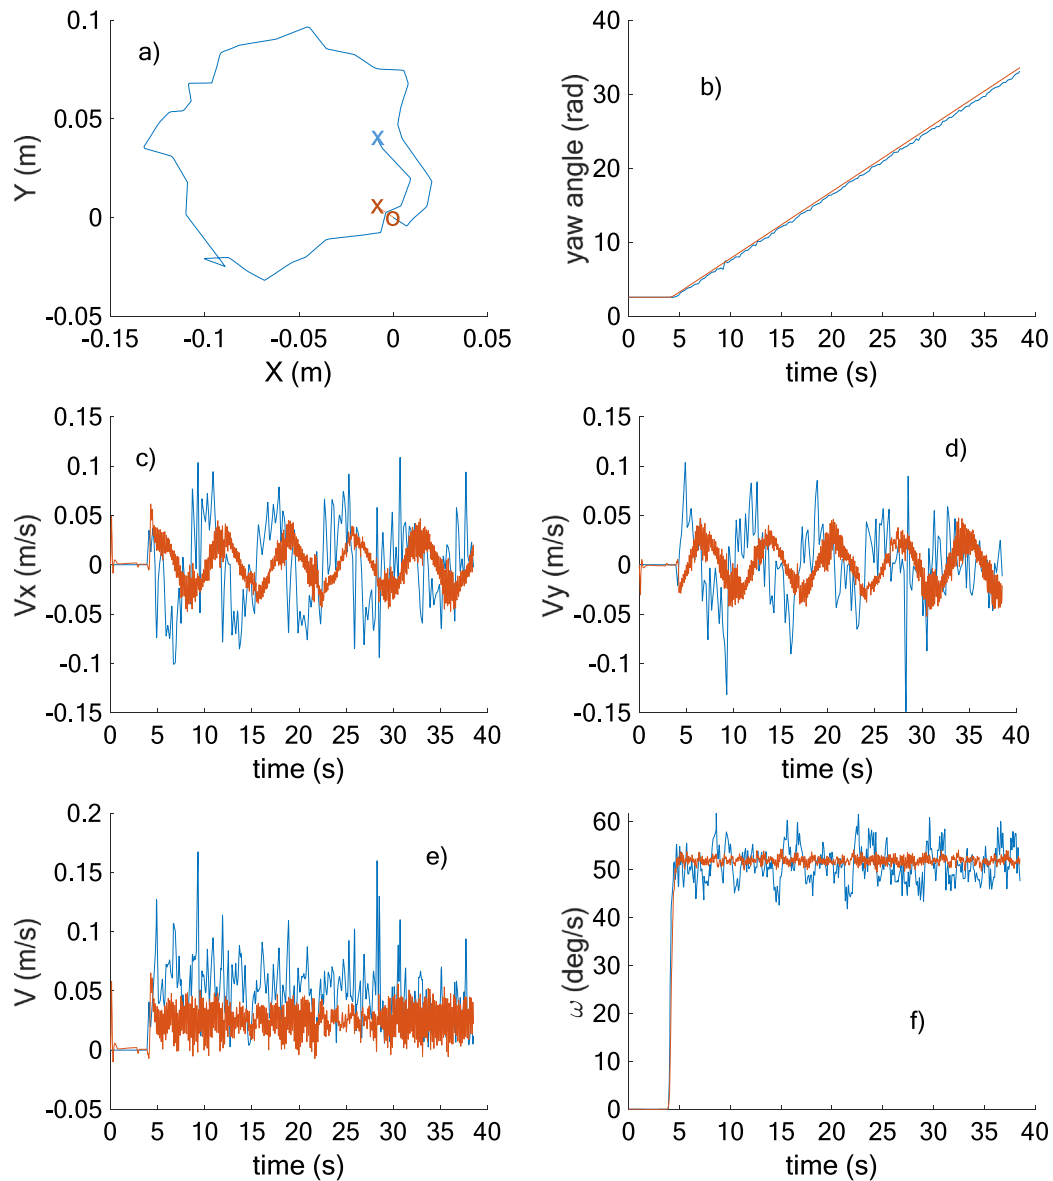 a)
Y (m)
0.1
0.05
0
-0.05
-0.15
-0.1
-0.05
0
0.05
X (m)
x
x
o
b)
yaw angle (rad)
40
30
20
10
0
0 5 10 15 20 25 30 35 40
time (s)
c)
Vx (m/s)
0.15
0.1
0.05
0
-0.05
-0.1
-0.15
0 5 10 15 20 25 30 35 40
time (s)
d)
Vy (m/s)
0.15
0.1
0.05
0
-0.05
-0.1
-0.15
0 5 10 15 20 25 30 35 40
time (s)
e)
V (m/s)
0.2
0.15
0.1
0.05
0
-0.05
0 5 10 15 20 25 30 35 40
time (s)
f)
ω (deg/s)
60
50
40
30
20
10
0
0 5 10 15 20 25 30 35 40
time (s)